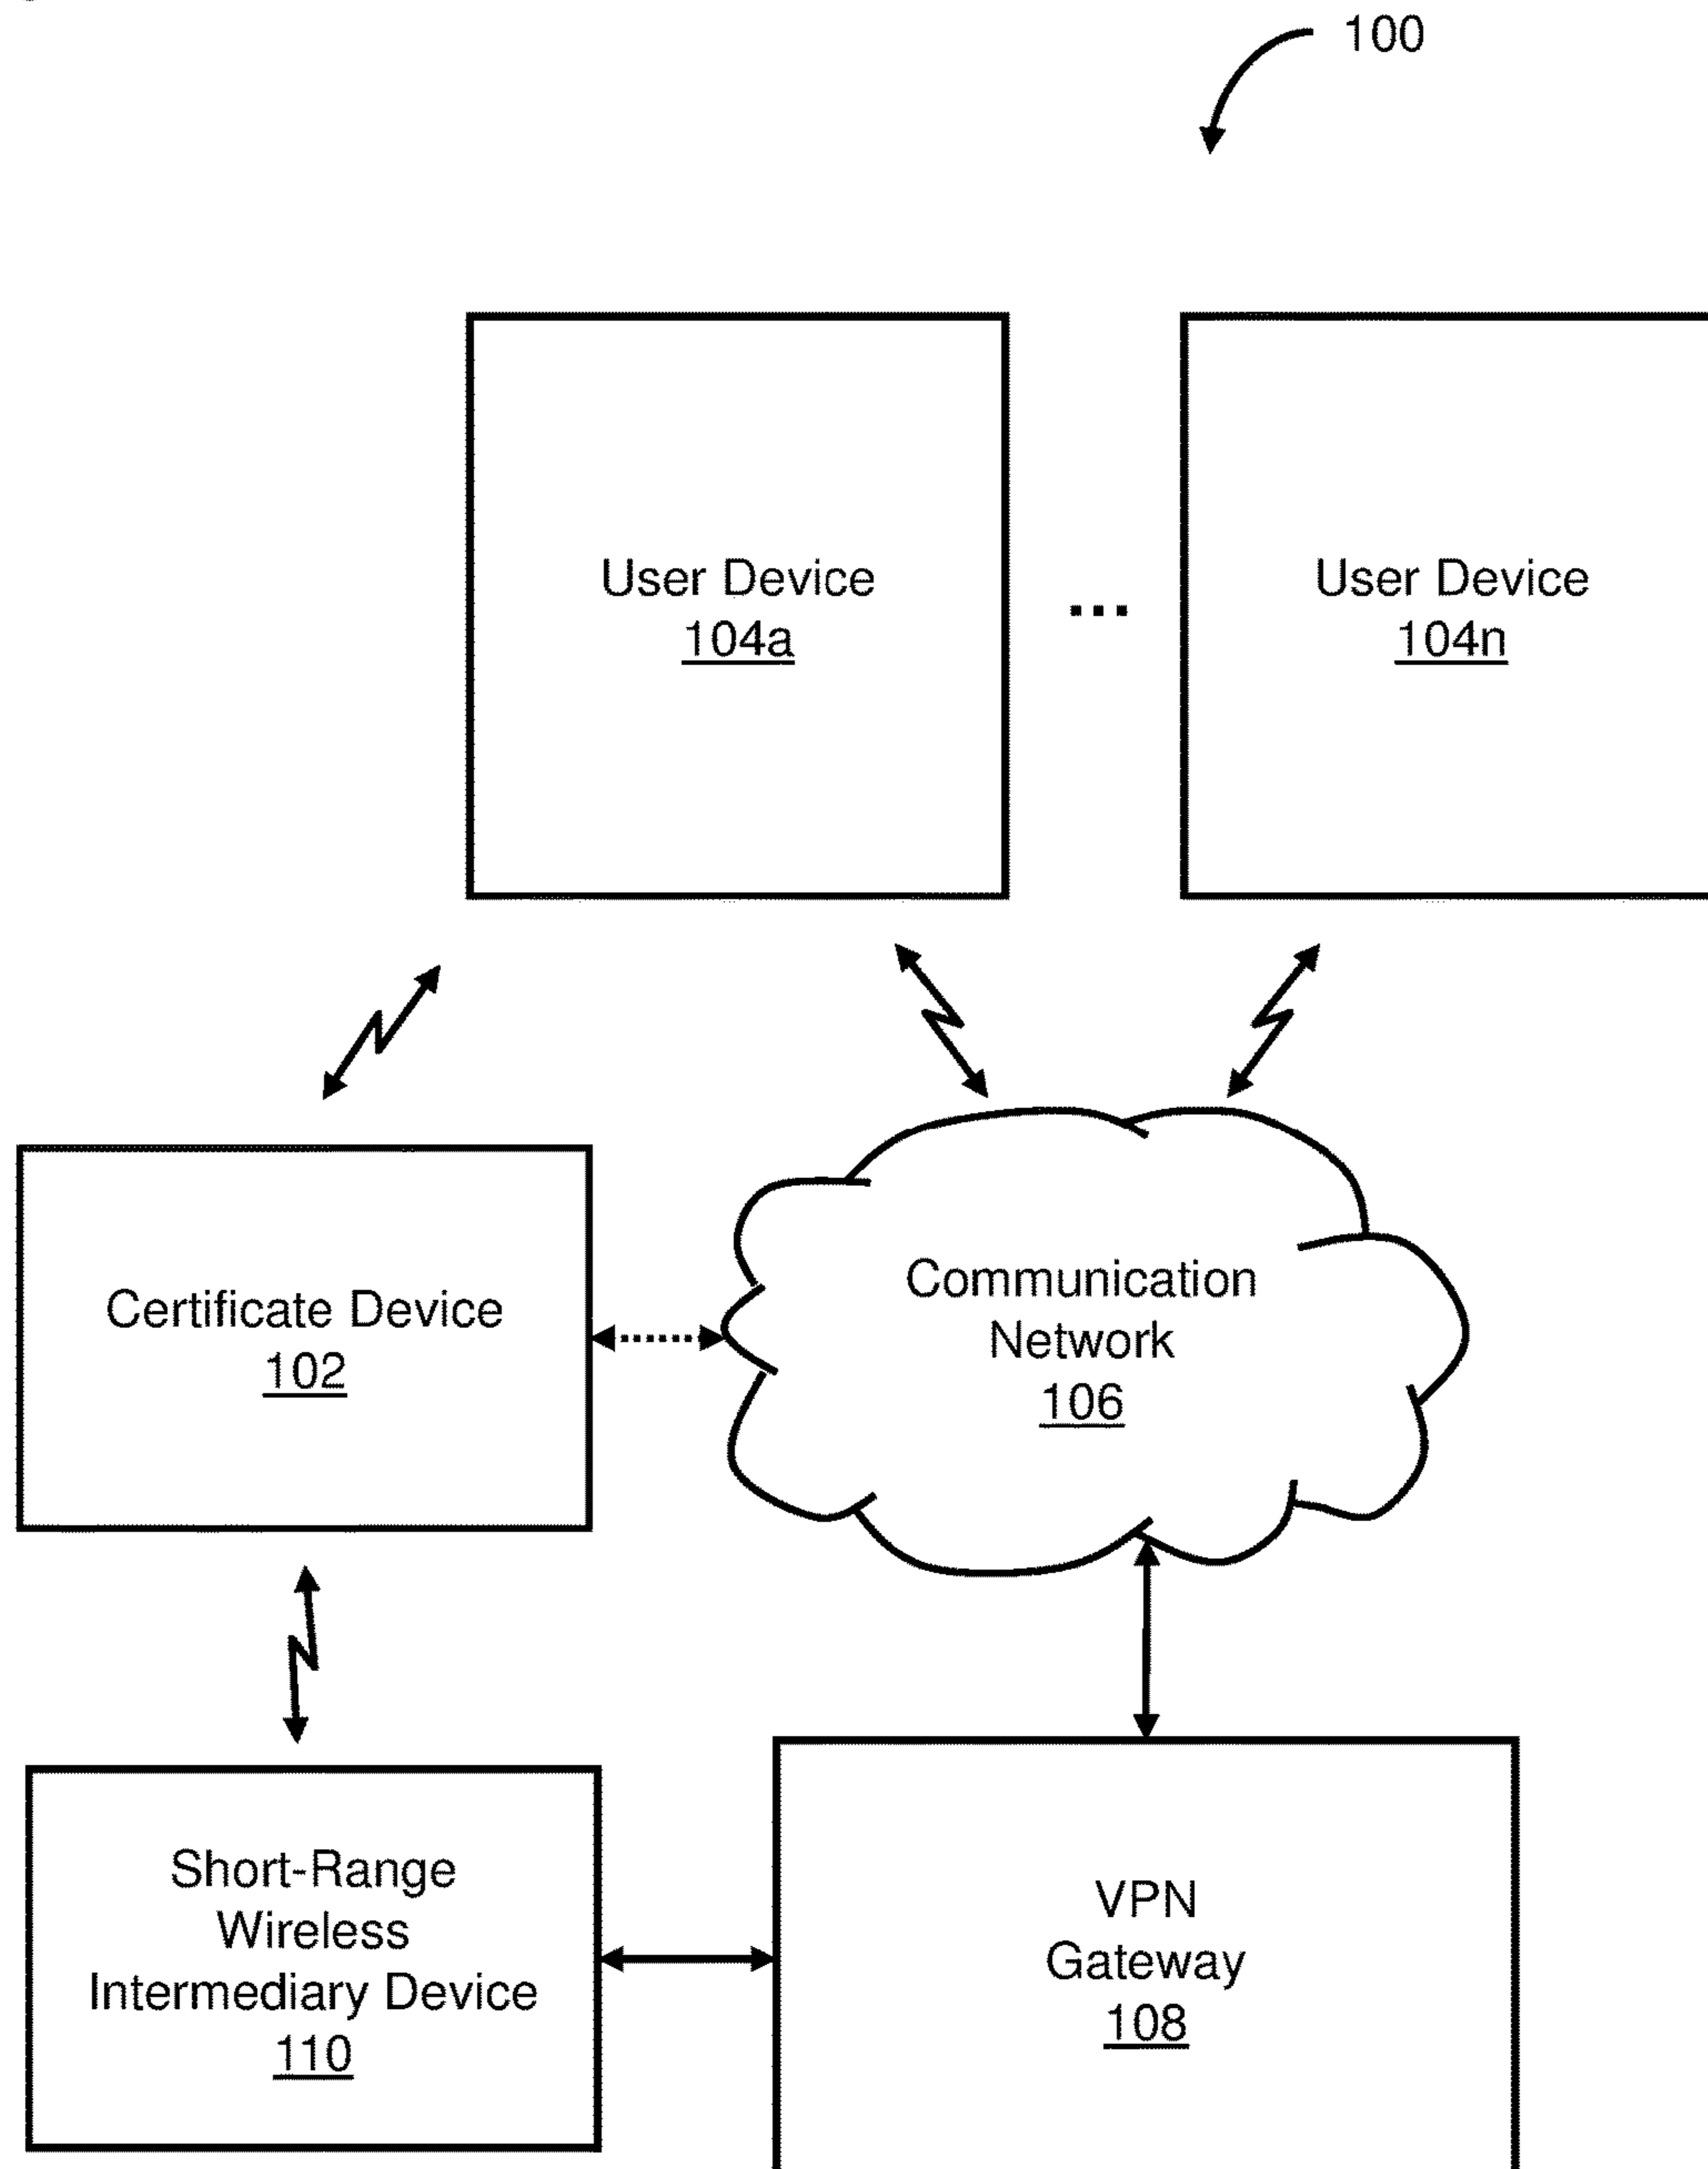 100
User Device
104a
...
User Device
104n
Certificate Device
102
Communication
Network
106
Short-Range
Wireless
Intermediary Device
110
VPN
Gateway
108